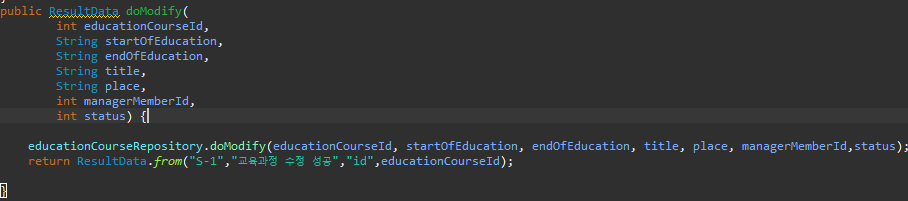 public ResultData doModify(
int educationCourseId,
String startOfEducation,
String endOfEducation,
String title,
String place,
int managerMemberId,
int status) {
educationCourseRepository.doModify(educationCourseId, startOfEducation, endOfEducation, title, place, managerMemberId,status);
return ResultData.from("S-1","교육과정 수정 성공","id",educationCourseId);
}